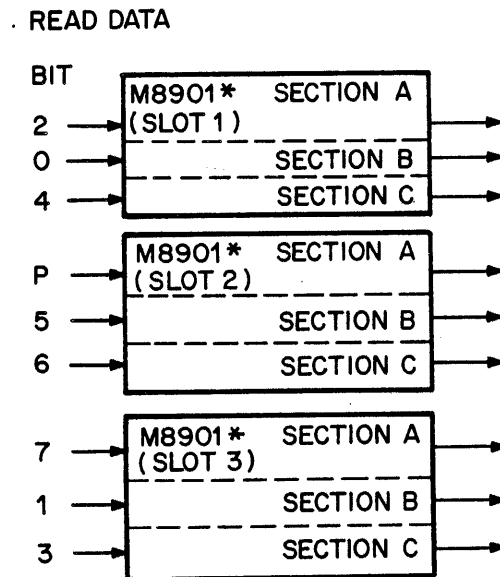 . READ DATA
BIT
M8901* SECTION A
2 (SLOT 1)
0 SECTION B
4 SECTION C
M8901* SECTION A
P (SLOT 2)
5 SECTION B
6 SECTION C
M8901* SECTION A
7 (SLOT 3)
1 SECTION B
3 SECTION C